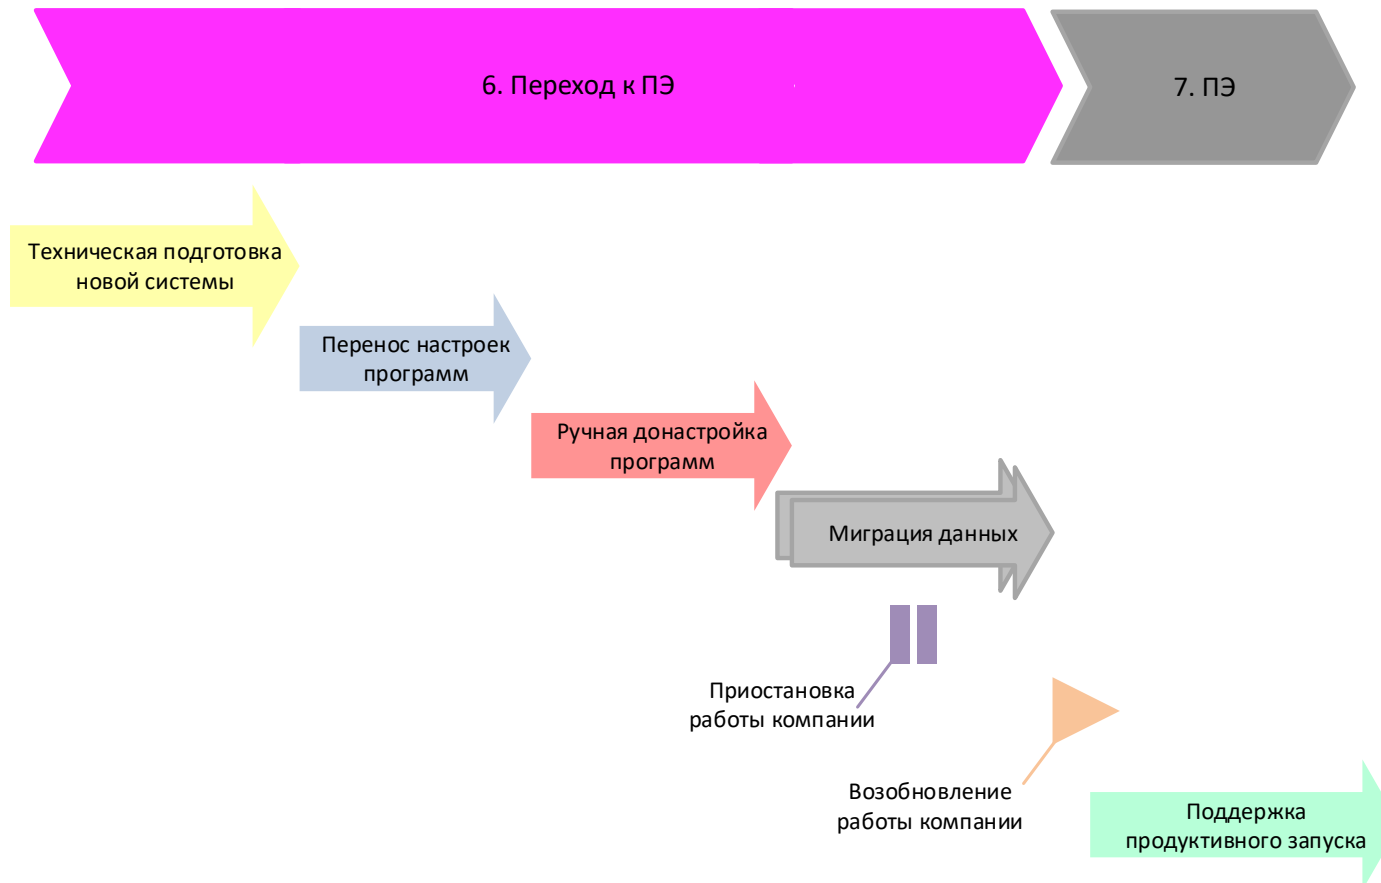 6. Переход к ПЭ
7. ПЭ
Техническая подготовка
новой системы
Перенос настроек
программ
Ручная донастройка
программ
Миграция данных
Приостановка
работы компании
Возобновление
работы компании
Поддержка
продуктивного запуска